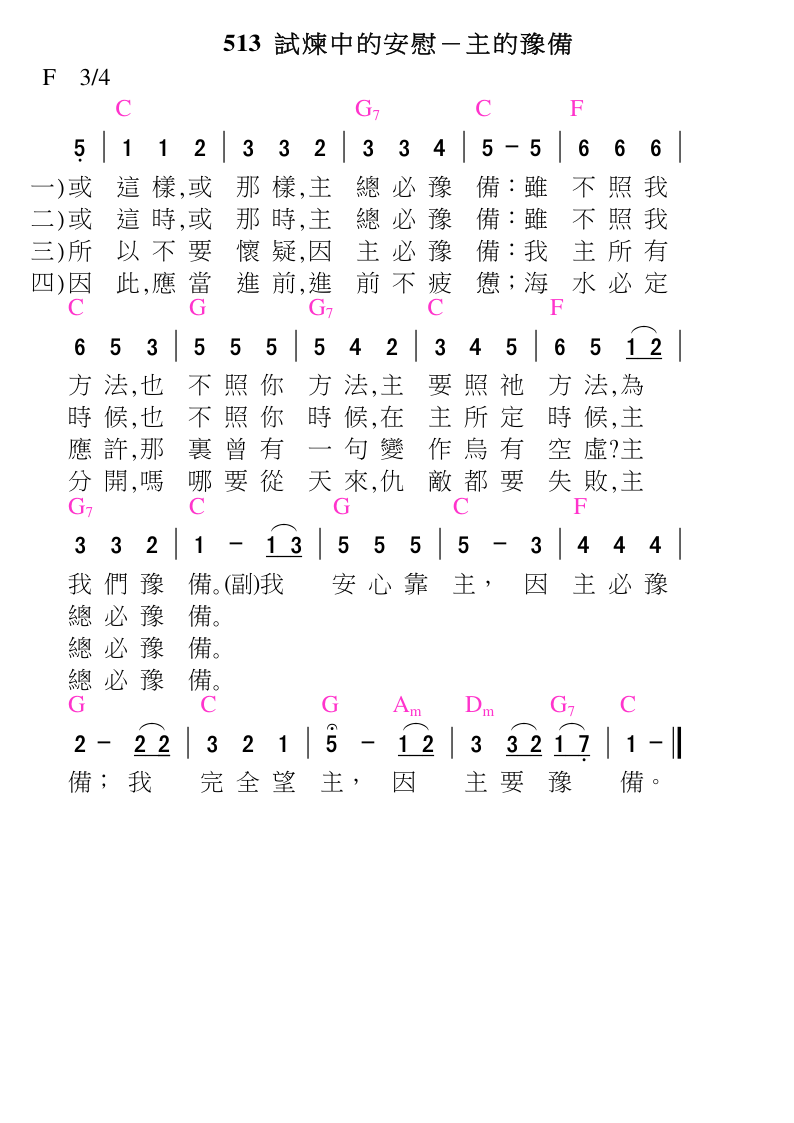 513 試煉中的安慰－主的豫備
F 3/4
C G7 C F
5 | 1 1 2 | 3 3 2 | 3 3 4 | 5 - 5 | 6 6 6 |
一)或 這樣,或 那樣,主 總必豫 備：雖 不照我
二)或 這時,或 那時,主 總必豫 備：雖 不照我
三)所 以不要 懷疑,因 主必豫 備：我 主所有
四)因 此,應當 進前,進 前不疲 憊；海 水必定
C G G7 C F
6 5 3 | 5 5 5 | 5 4 2 | 3 4 5 | 6 5 1 2 |
方法,也 不照你 方法,主 要照祂 方法,為
時候,也 不照你 時候,在 主所定 時候,主
應許,那 裏曾有 一句變 作烏有 空虛?主
分開,嗎 哪要從 天來,仇 敵都要 失敗,主
G7 C G C F
3 3 2 | 1 - 1 3 | 5 5 5 | 5 - 3 | 4 4 4 |
我們豫 備。(副)我 安心靠 主， 因 主必豫
總必豫 備。
總必豫 備。
總必豫 備。
G C G Am Dm G7 C
2 - 2 2 | 3 2 1 | 5 - 1 2 | 3 3 2 1 7 | 1 - ‖
備； 我 完全望 主， 因 主要豫 備。